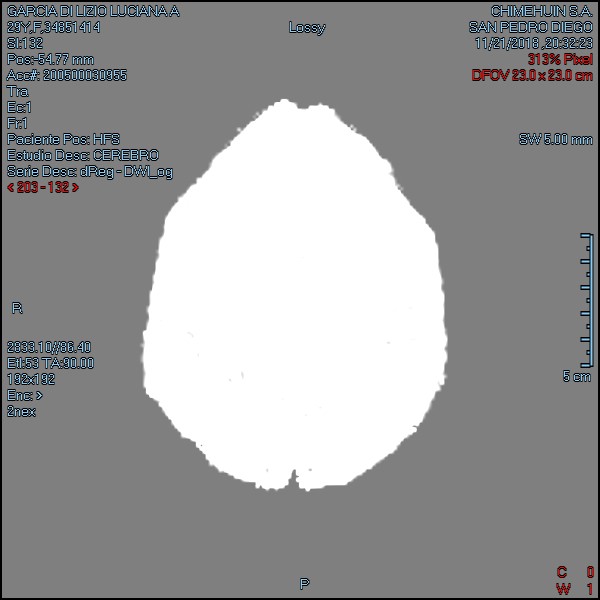 GARCIA DI LIZIO LUCIANA A
29Y,F,34851414
Sl:132
Pos:-54.77 mm
Acc#: 200500030955
Tra
Ec:1
Fr:1
Paciente Pos: HFS
Estudio Desc: CEREBRO
Serie Desc: dReg - DWI_og
< 203 - 132 >
Lossy
CHIMEHUIN S.A.
SAN PEDRO DIEGO
11/21/2018 ,20:32:23
313% Pixel
DFOV 23.0 x 23.0 cm
SW 5.00 mm
R
2833.10//86.40
Etl:53 TA:90.00
192x192
Enc: >
2nex
5 cm
P
C 0
W 1